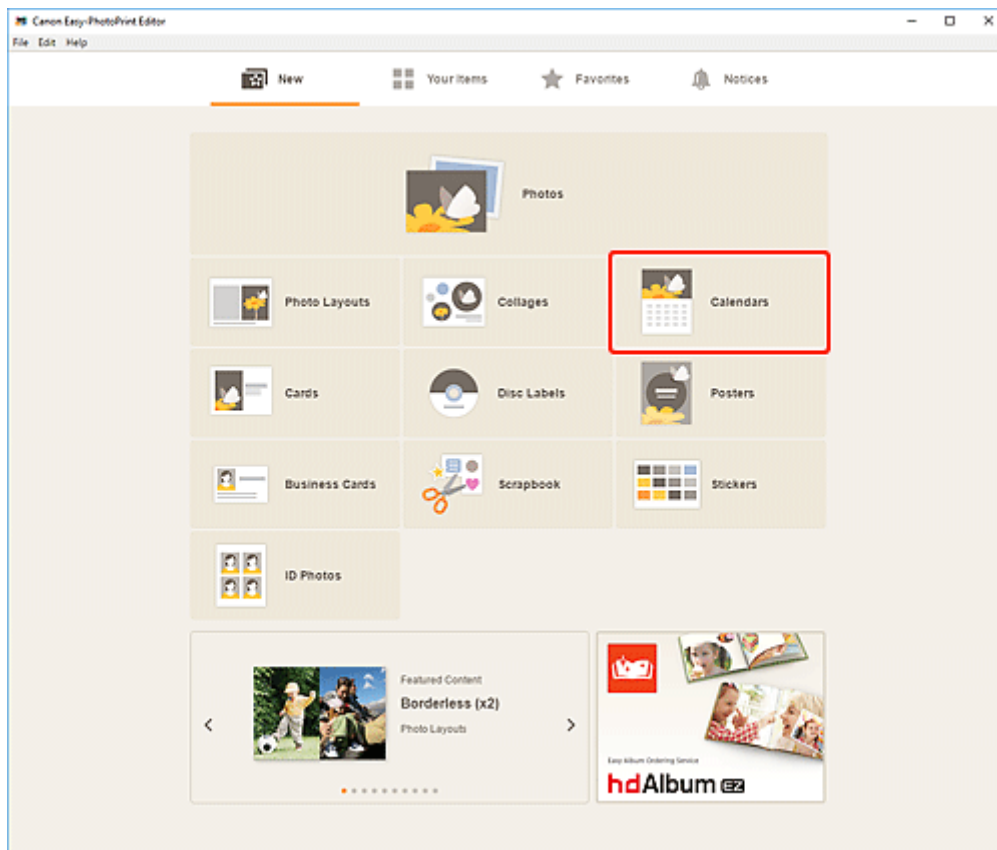 Canon Easy-PhotoPrint Editor
File Edit Help
New Your items Favorites Notices
Photos
Photo Layouts Collages Calendars
Cards Disc Labels Posters
Business Cards Scrapbook Stickers
ID Photos
Featured Content
Borderless (x2)
Photo Layouts
Easy Album Ordering Service
hdAlbum EZ